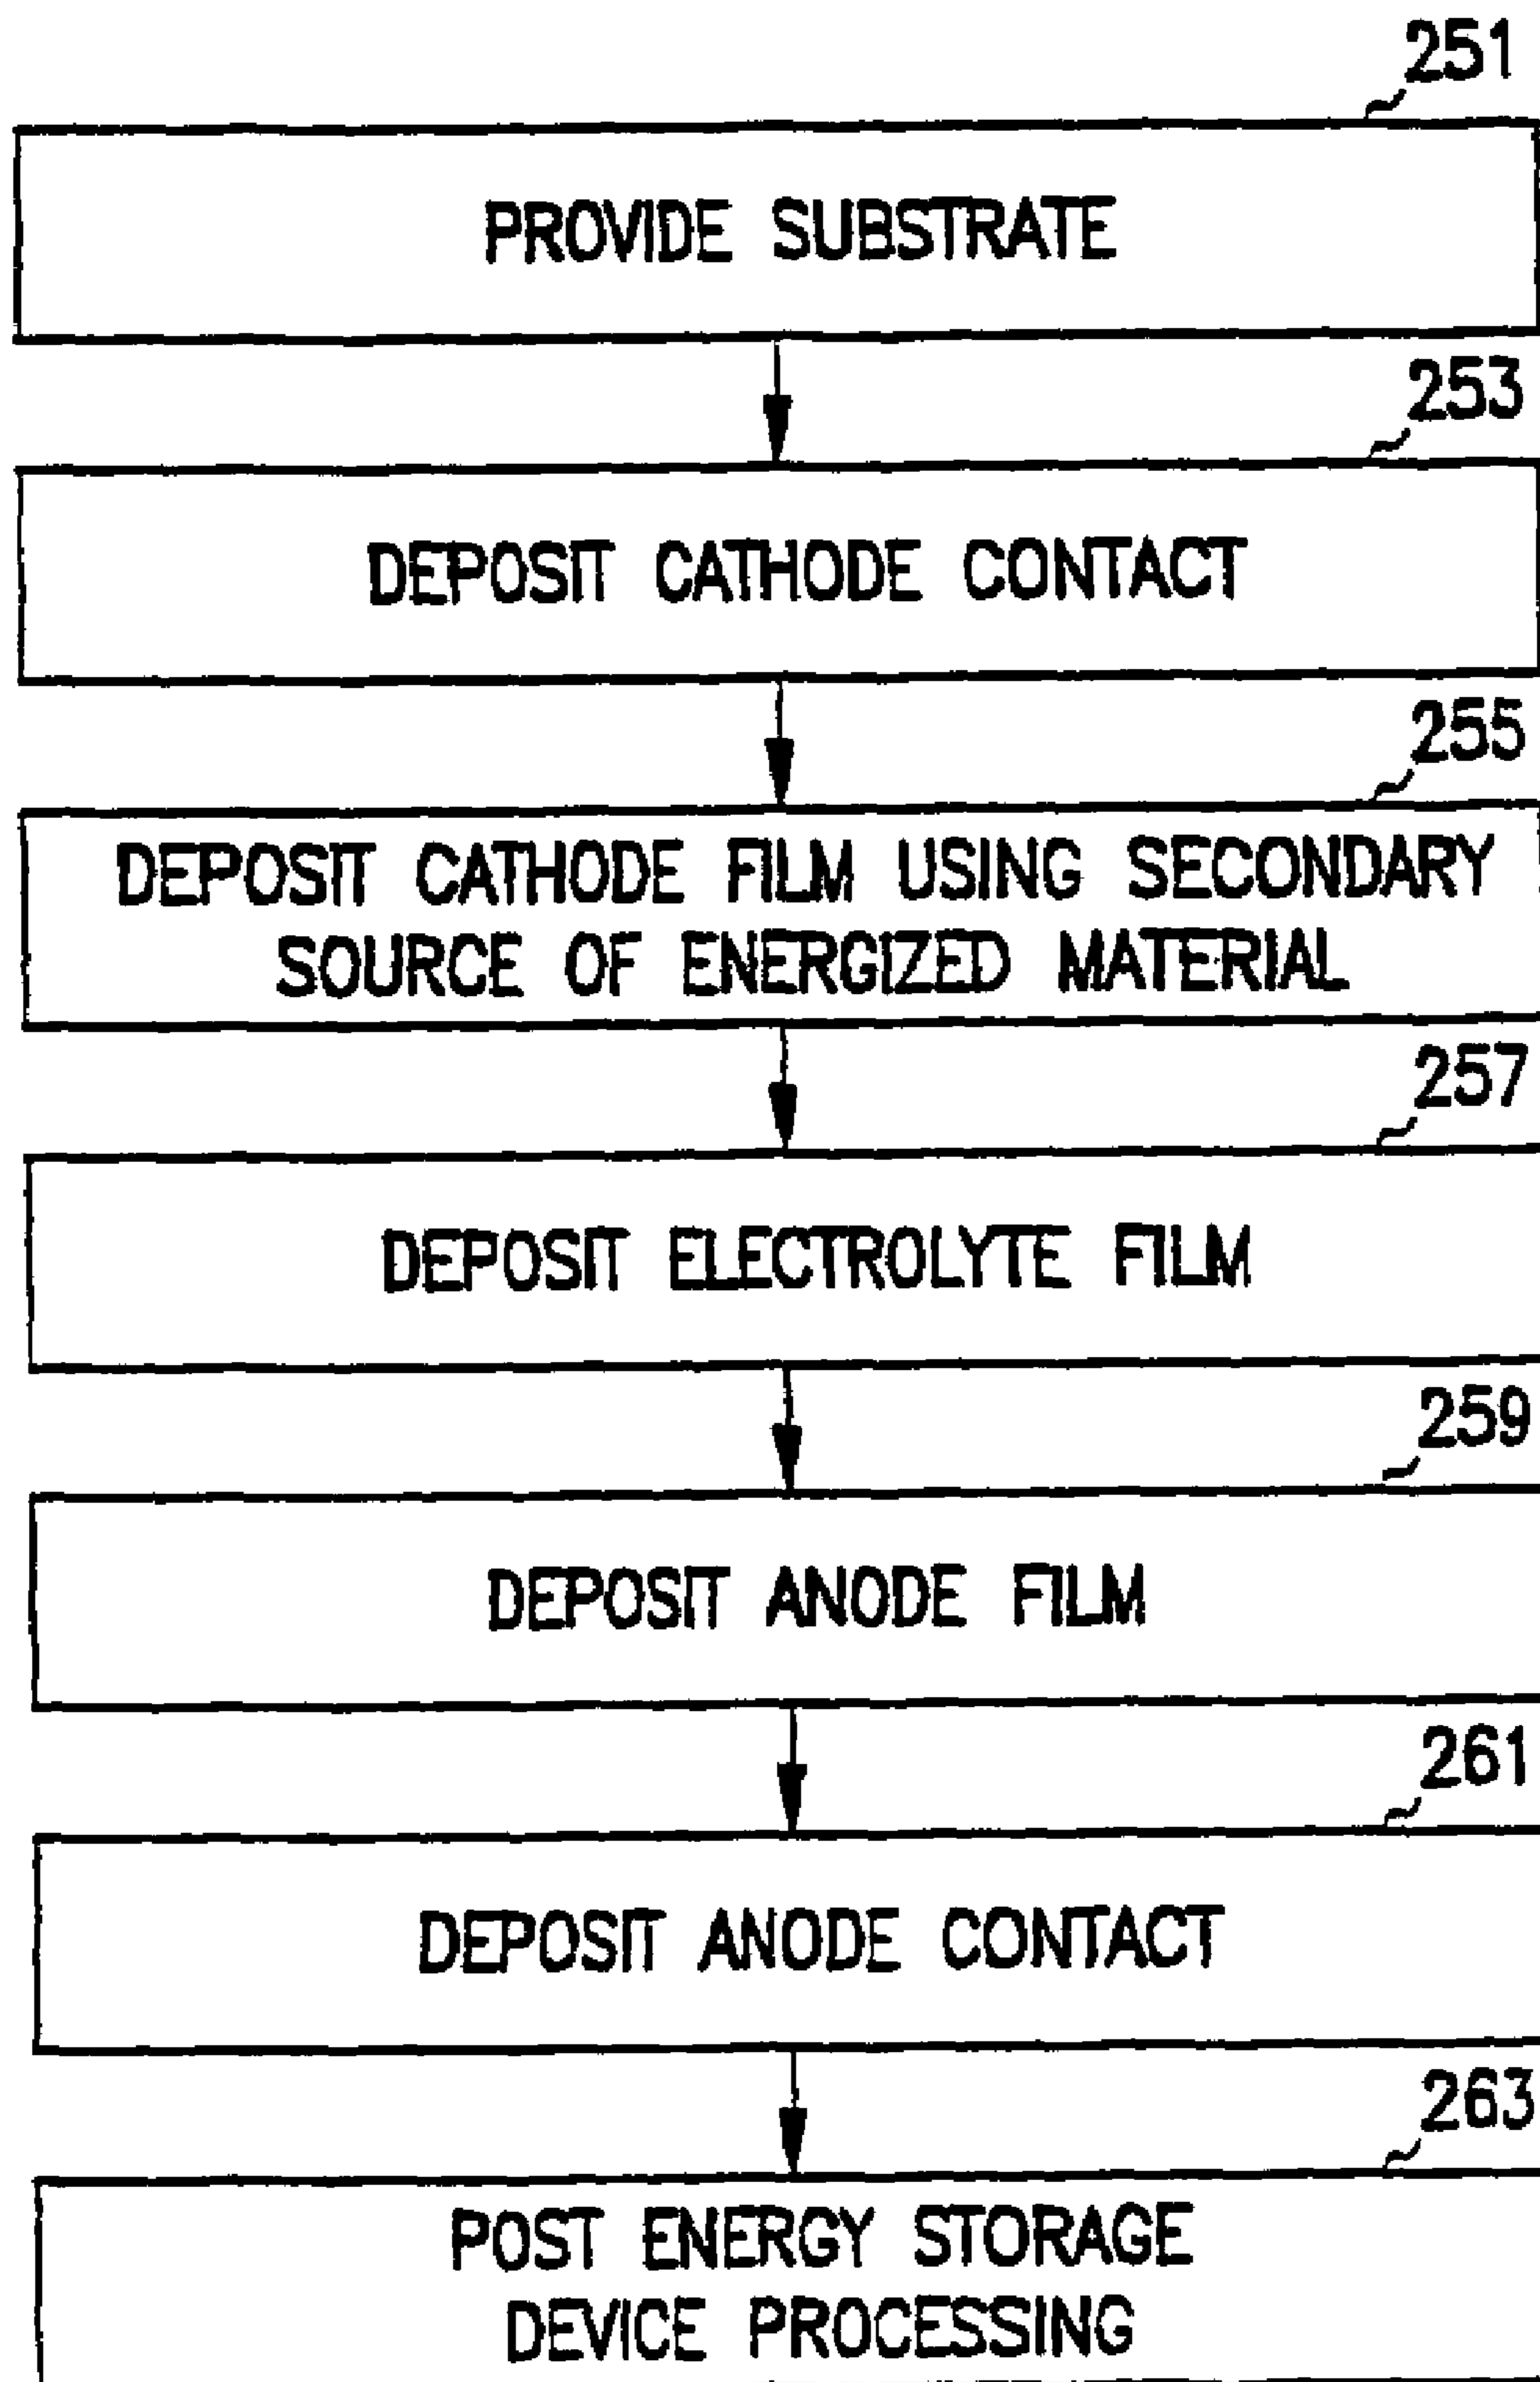 251
PROVIDE SUBSTRATE
253
DEPOSIT CATHODE CONTACT
255
DEPOSIT CATHODE FILM USING SECONDARY
SOURCE OF ENERGIZED MATERIAL
257
DEPOSIT ELECTROLYTE FILM
259
DEPOSIT ANODE FILM
261
DEPOSIT ANODE CONTACT
263
POST ENERGY STORAGE
DEVICE PROCESSING